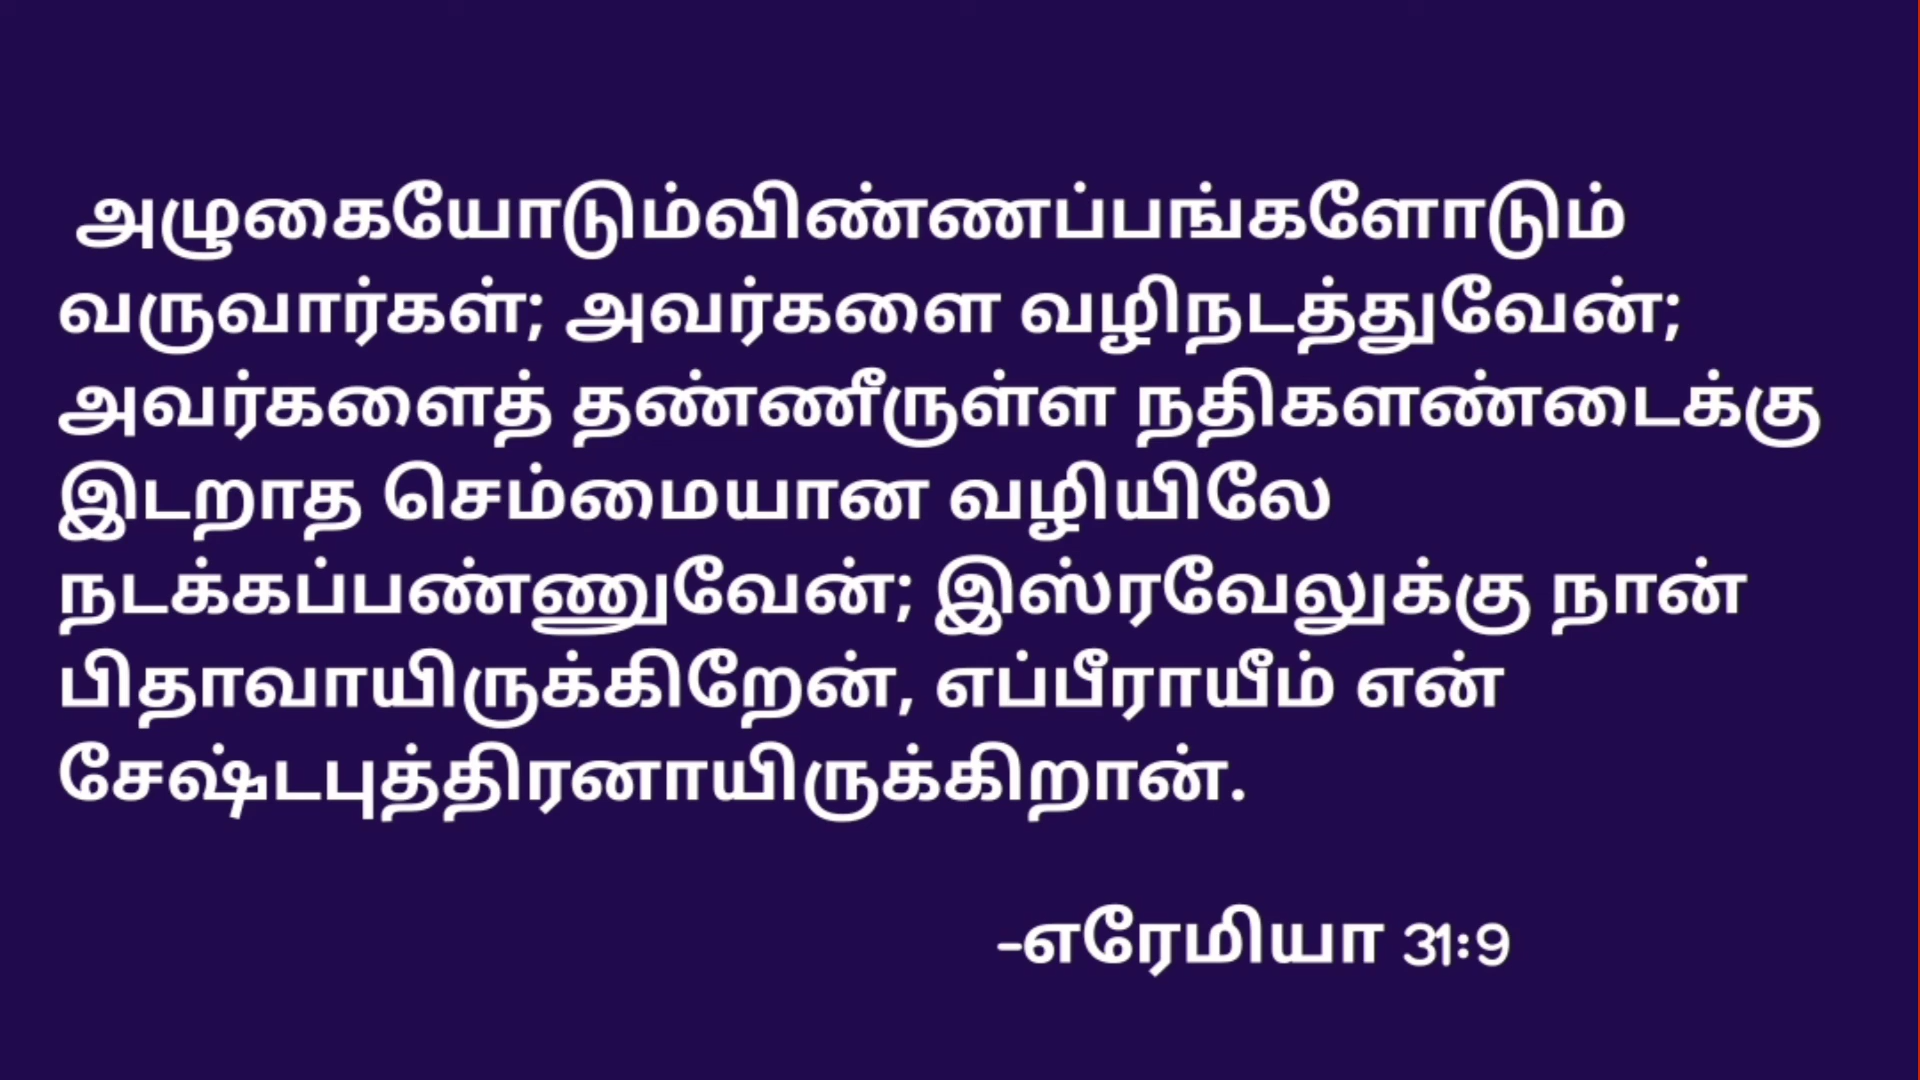 அழுகையோடும்விண்ணப்பங்களோடும்
வருவார்கள்; அவர்களை வழிநடத்துவேன்;
அவர்களைத் தண்ணீருள்ள நதிகளண்டைக்கு
இடறாத செம்மையான வழியிலே
நடக்கப்பண்ணுவேன்; இஸ்ரவேலுக்கு நான்
பிதாவாயிருக்கிறேன், எப்பீராயீம் என்
சேஷ்டபுத்திரனாயிருக்கிறான்.
-எரேமியா 31:9